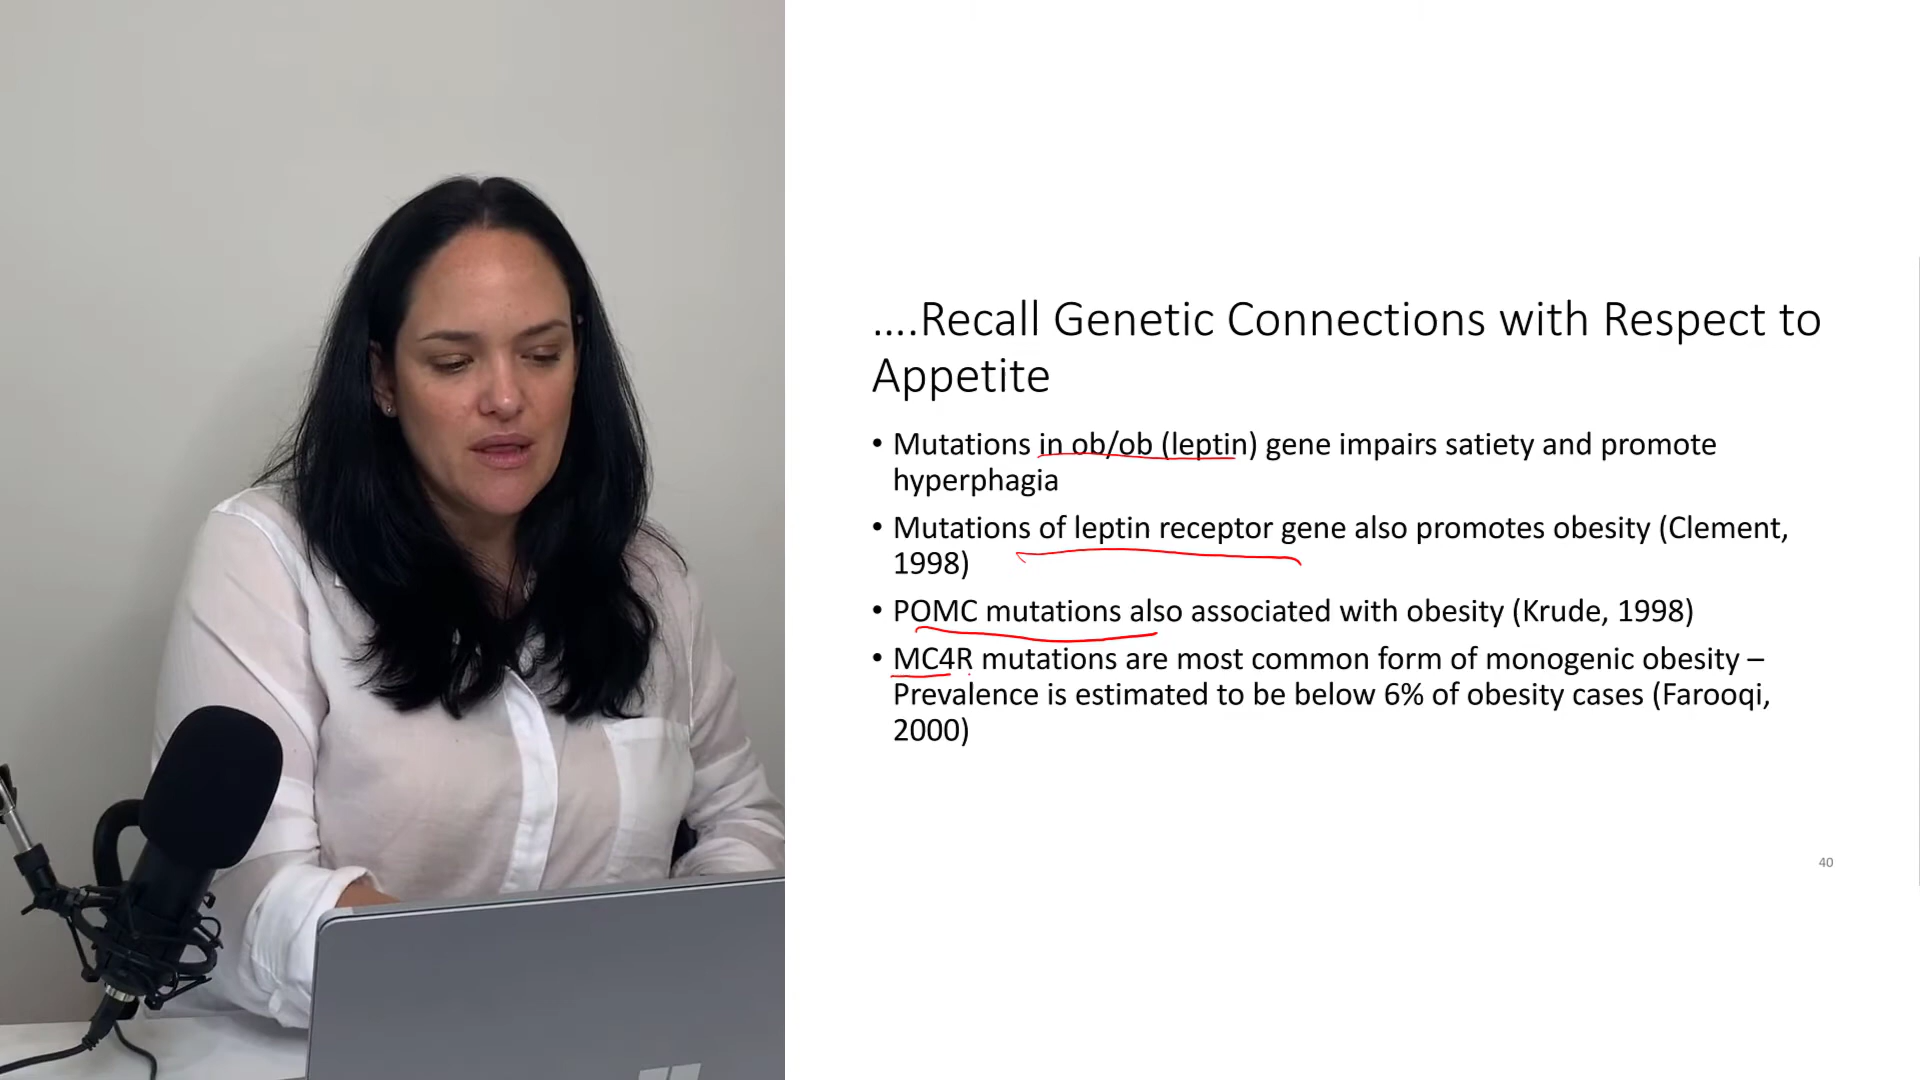 ....Recall Genetic Connections with Respect to
Appetite
• Mutations in ob/ob (leptin) gene impairs satiety and promote
hyperphagia
• Mutations of leptin receptor gene also promotes obesity (Clement,
1998)
• POMC mutations also associated with obesity (Krude, 1998)
• MC4R mutations are most common form of monogenic obesity –
Prevalence is estimated to be below 6% of obesity cases (Farooqi,
2000)
40